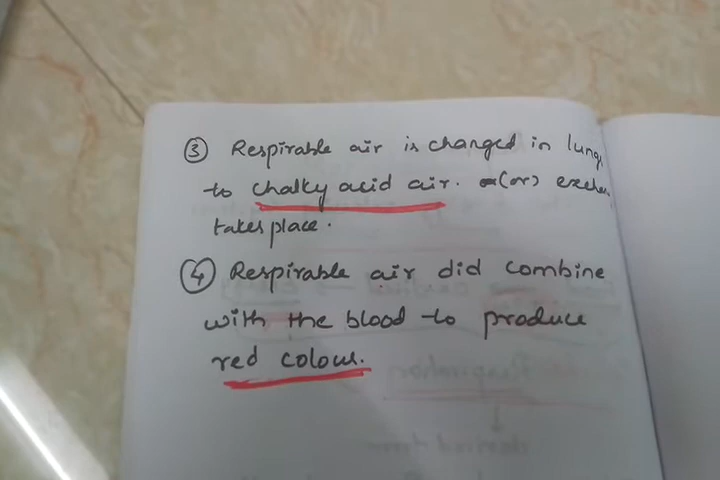 ③ Respirable air is changed in lungs
to chalky acid air. (or)
takes place.
④ Respirable air did combine
with the blood to produce
red colour.